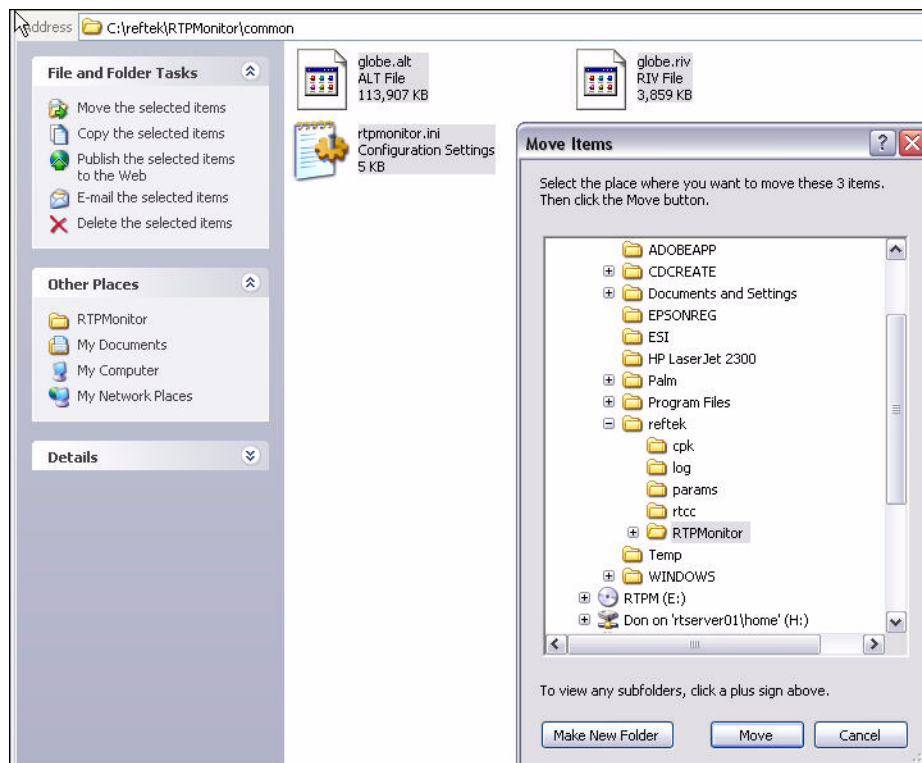 Address C:\reftek\RTPMonitor\common
File and Folder Tasks
Move the selected items
Copy the selected items
Publish the selected items
to the Web
E-mail the selected items
Delete the selected items
Other Places
RTPMonitor
My Documents
My Computer
My Network Places
Details
globe.alt
ALT File
113,907 KB
globe.riv
RIV File
3,859 KB
rtpmonitor.ini
Configuration Settings
5 KB
Move Items
Select the place where you want to move these 3 items.
Then click the Move button.
ADOBEAPP
CDCREATE
Documents and Settings
EPSONREG
ESI
HP LaserJet 2300
Palm
Program Files
reftek
cpk
log
params
rtcc
RTPMonitor
Temp
WINDOWS
RTPM (E:)
Don on 'rtserver01\home' (H:)
To view any subfolders, click a plus sign above.
Make New Folder Move Cancel